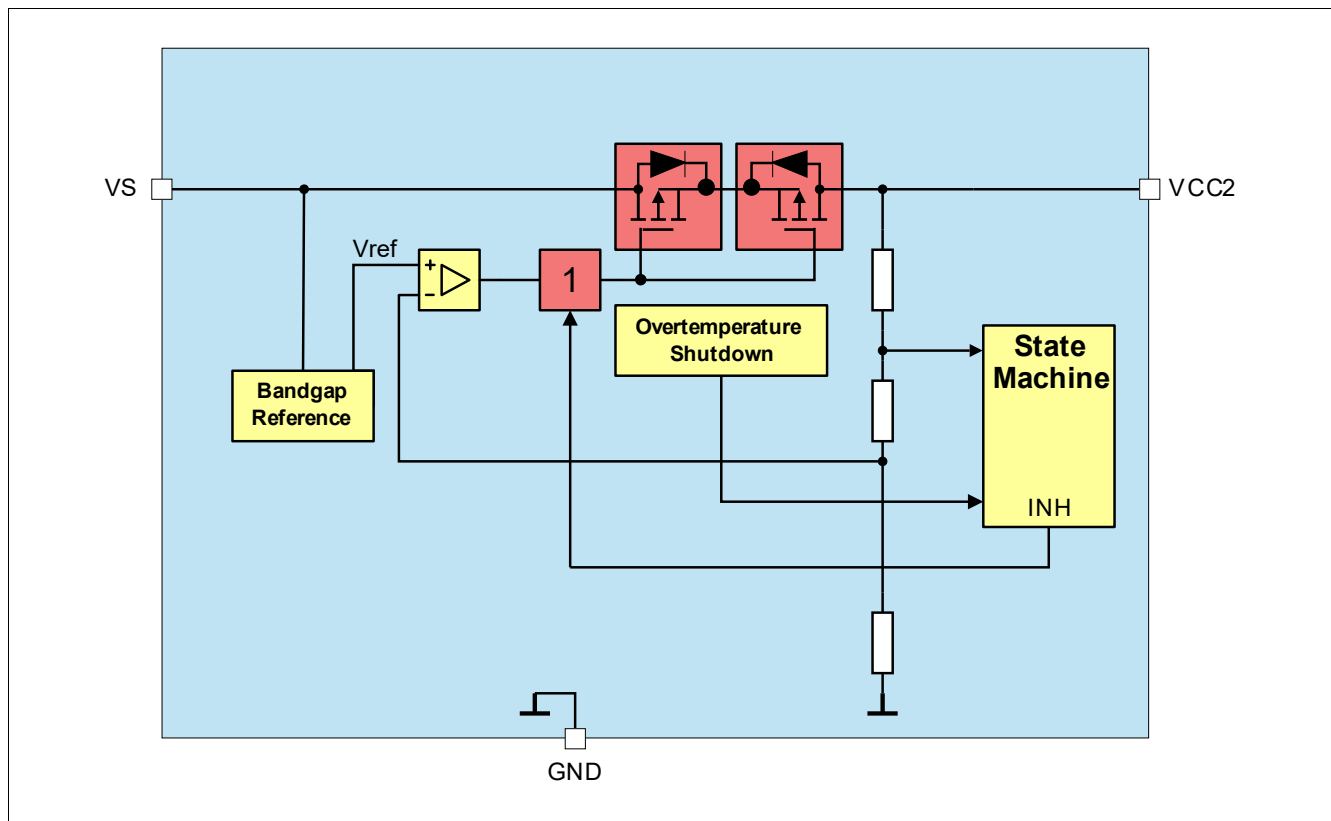 VS
VCC2
Vref
+
-
1
Overtemperature
Shutdown
State
Machine
Bandgap
Reference
INH
GND